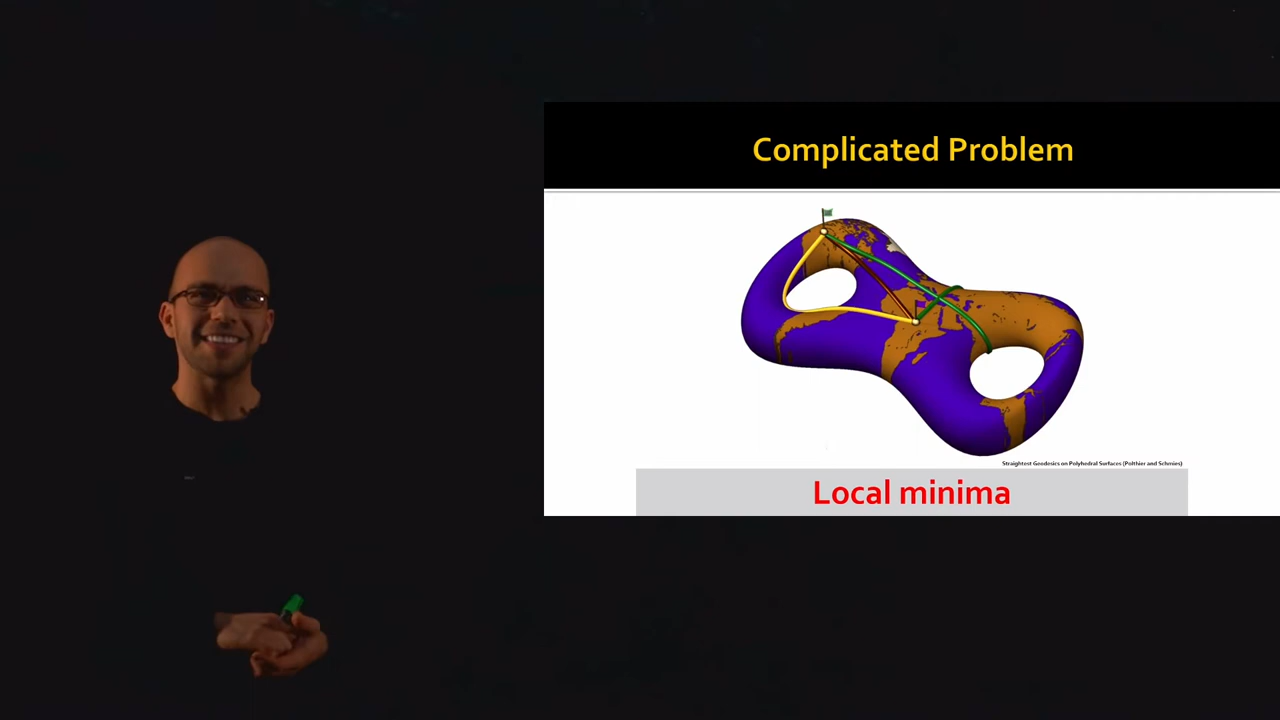 Complicated Problem
Straightest Geodesics on Polyhedral Surfaces (Polthier and Schmies)
Local minima